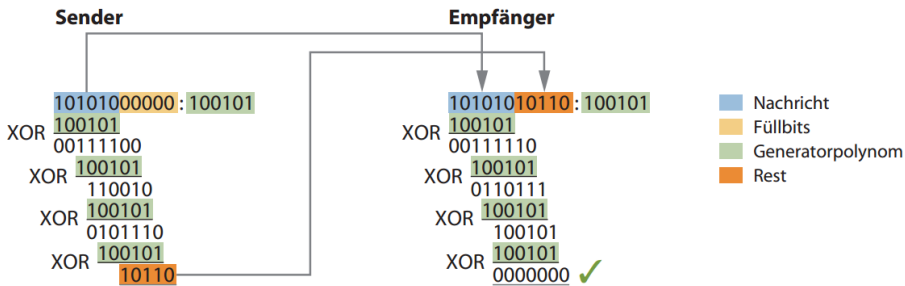 Sender
10101000000 : 100101
XOR 100101
00111100
XOR 100101
110010
XOR 100101
0101110
XOR 100101
10110
Empfänger
10101010110 : 100101
XOR 100101
00111110
XOR 100101
0110111
XOR 100101
100101
XOR 100101
0000000 ✓
Nachricht
Füllbits
Generatorpolynom
Rest